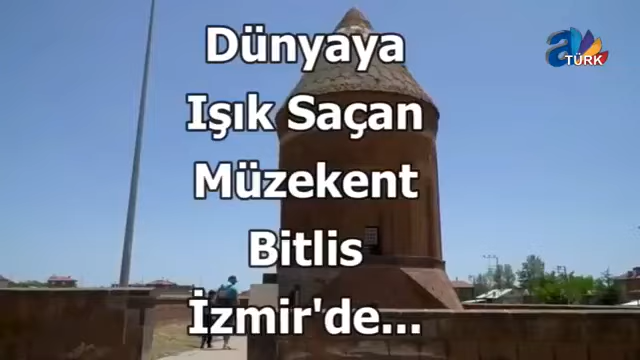 Dünyaya
Işık Saçan
Müzekent
Bitlis
İzmir'de...
a TÜRK